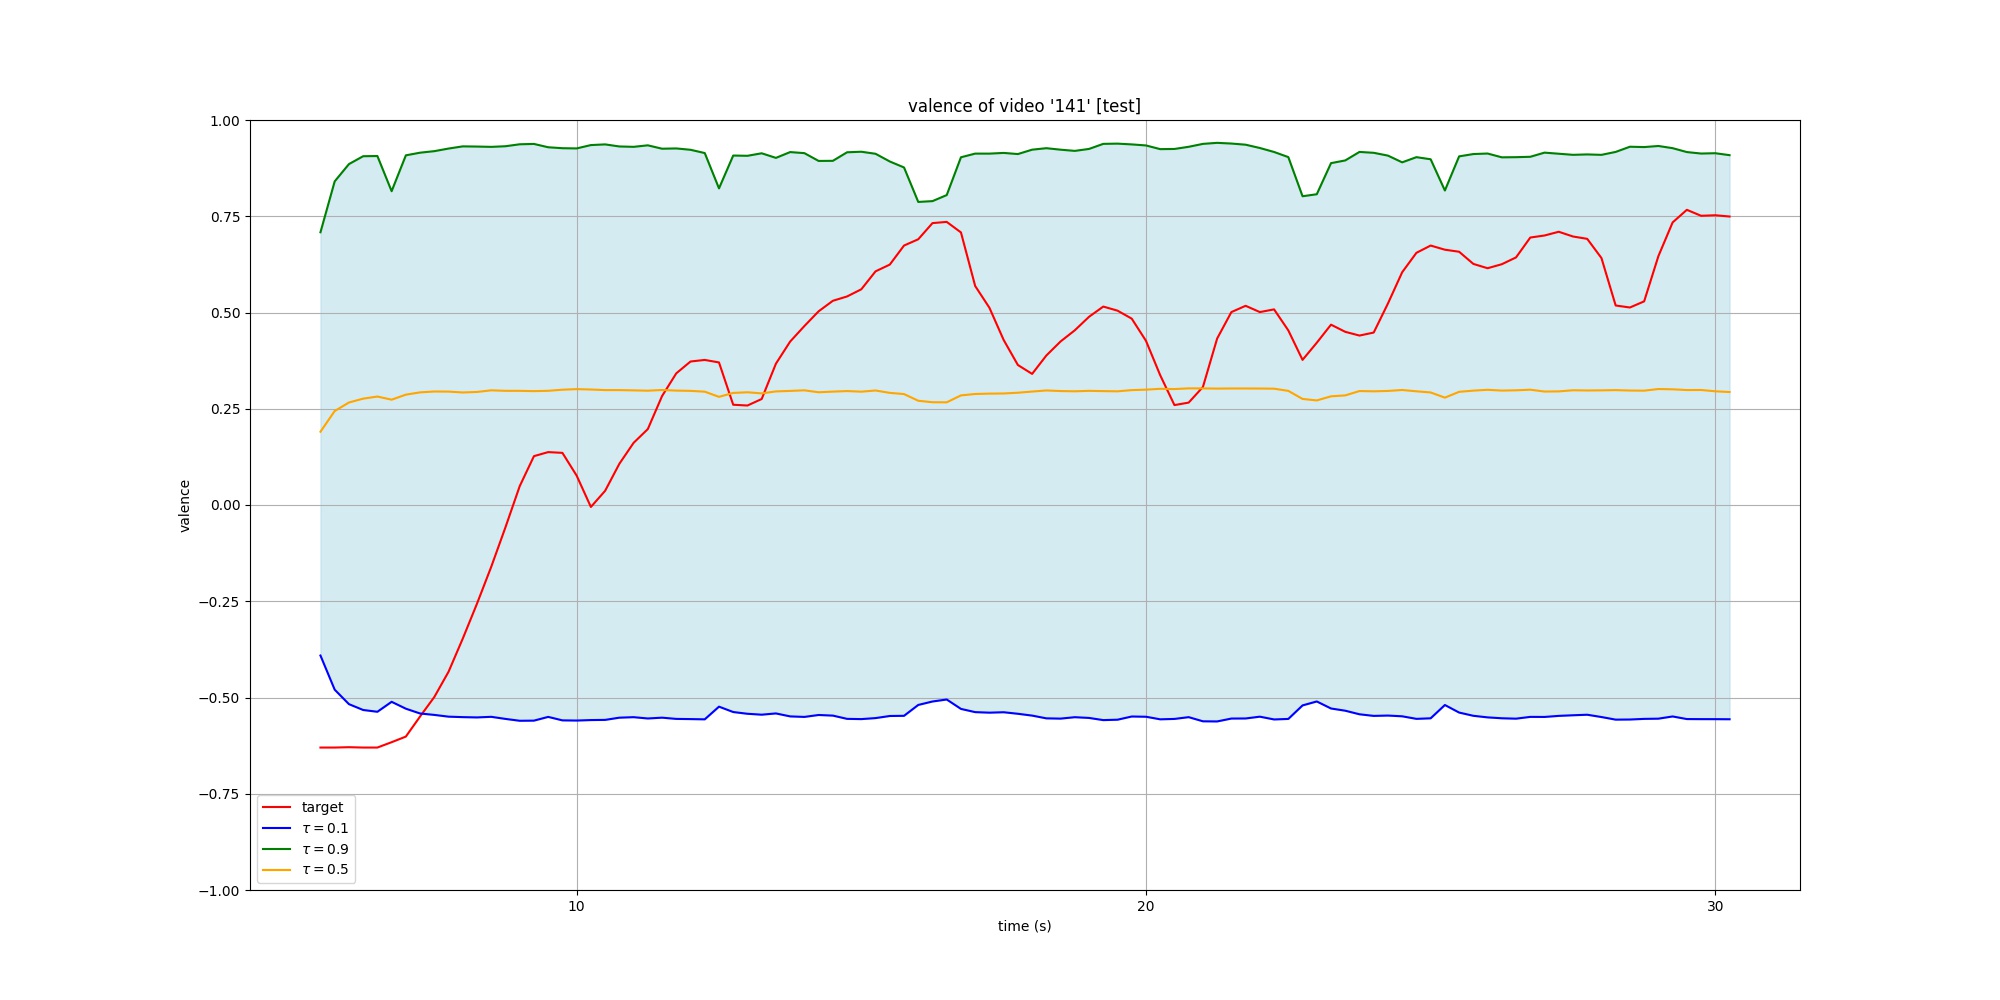 valence of video '141' [test]
1.00
0.75
0.50
0.25
0.00
−0.25
−0.50
−0.75
−1.00
valence
target
τ = 0.1
τ = 0.9
τ = 0.5
10 20 30
time (s)